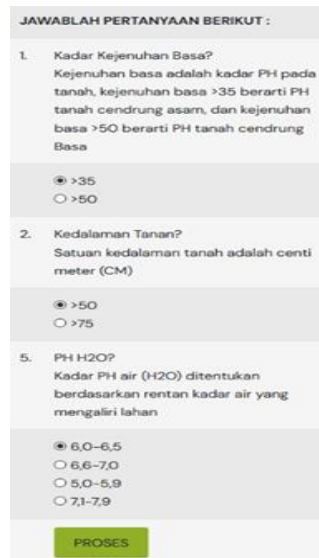 JAWABLAH PERTANYAAN BERIKUT :
1. Kadar Kejenuhan Basa?
Kejenuhan basa adalah kadar PH pada
tanah, kejenuhan basa >35 berarti PH
tanah cendrung asam, dan kejenuhan
basa >50 berarti PH tanah cendrung
Basa
>35
>50
2. Kedalaman Tanan?
Satuan kedalaman tanah adalah centi
meter (CM)
>50
>75
5. PH H2O?
Kadar PH air (H2O) ditentukan
berdasarkan rentan kadar air yang
mengaliri lahan
6,0-6,5
6,6-7,0
5,0-5,9
7,1-7,9
PROSES